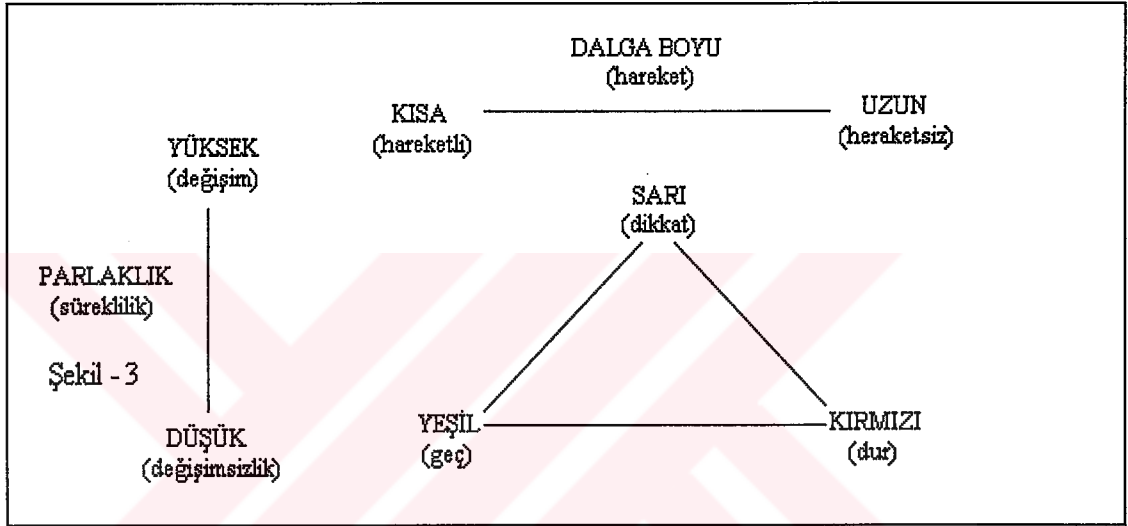 DALGA BOYU
(hareket)
KISA
(hareketli)
UZUN
(heraketsiz)
YÜKSEK
(değişim)
SARI
(dikkat)
PARLAKLIK
(süreklilik)
Şekil - 3
DÜŞÜK
(değişimsizlik)
YEŞİL
(geç)
KIRMIZI
(dur)